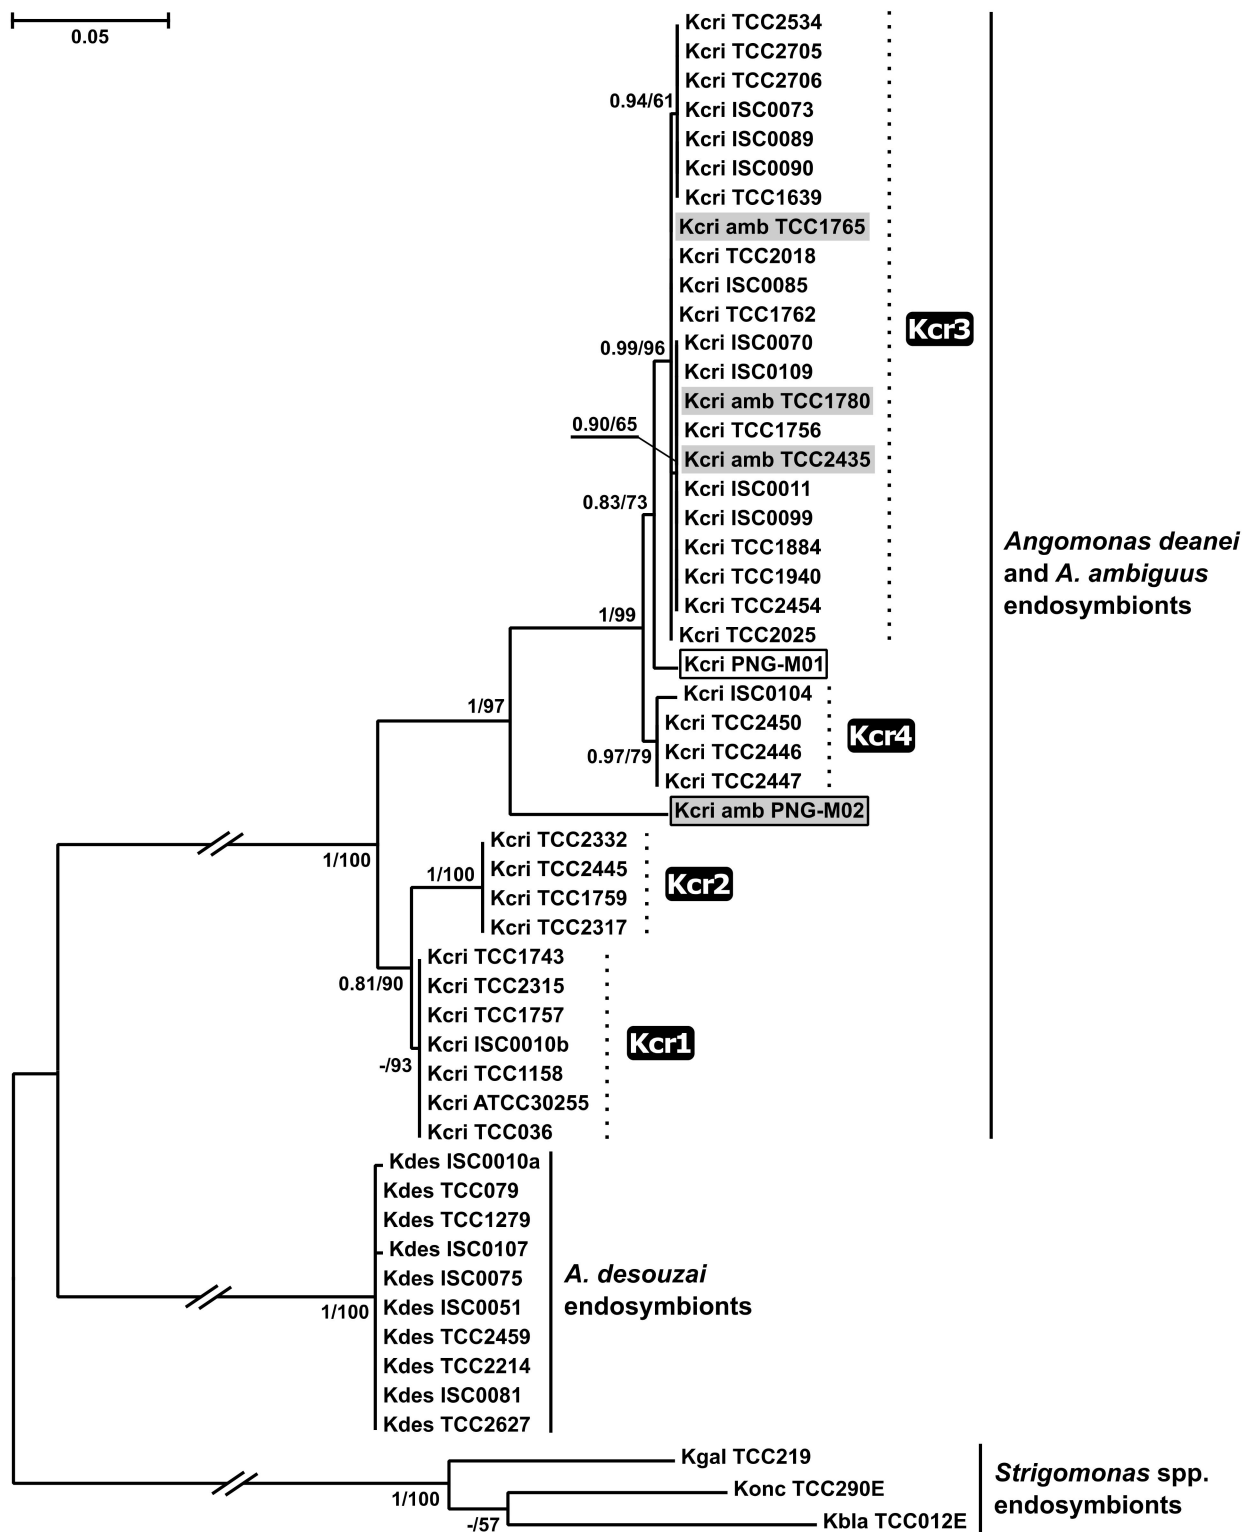 0.05
Kcri TCC2534
Kcri TCC2705
Kcri TCC2706
0.94/61
Kcri ISC0073
Kcri ISC0089
Kcri ISC0090
Kcri TCC1639
Kcri amb TCC1765
Kcri TCC2018
Kcri ISC0085
Kcri TCC1762
Kcr3
Kcri ISC0070
0.99/96
Kcri ISC0109
Kcri amb TCC1780
0.90/65
Kcri TCC1756
Kcri amb TCC2435
Kcri ISC0011
0.83/73
Kcri ISC0099
Kcri TCC1884
Kcri TCC1940
Kcri TCC2454
1/99
Kcri TCC2025
Angomonas deanei
and A. ambiguus
endosymbionts
Kcri PNG-M01
Kcri ISC0104
1/97
Kcri TCC2450
Kcr4
Kcri TCC2446
0.97/79
Kcri TCC2447
Kcri amb PNG-M02
Kcri TCC2332
1/100
Kcri TCC2445
1/100
Kcr2
Kcri TCC1759
Kcri TCC2317
Kcri TCC1743
0.81/90
Kcri TCC2315
Kcri TCC1757
Kcri ISC0010b
Kcr1
-/93
Kcri TCC1158
Kcri ATCC30255
Kcri TCC036
Kdes ISC0010a
Kdes TCC079
Kdes TCC1279
Kdes ISC0107
Kdes ISC0075
A. desouzai
endosymbionts
Kdes ISC0051
1/100
Kdes TCC2459
Kdes TCC2214
Kdes ISC0081
Kdes TCC2627
Kgal TCC219
Strigomonas spp.
endosymbionts
Konc TCC290E
1/100
Kbla TCC012E
-/57